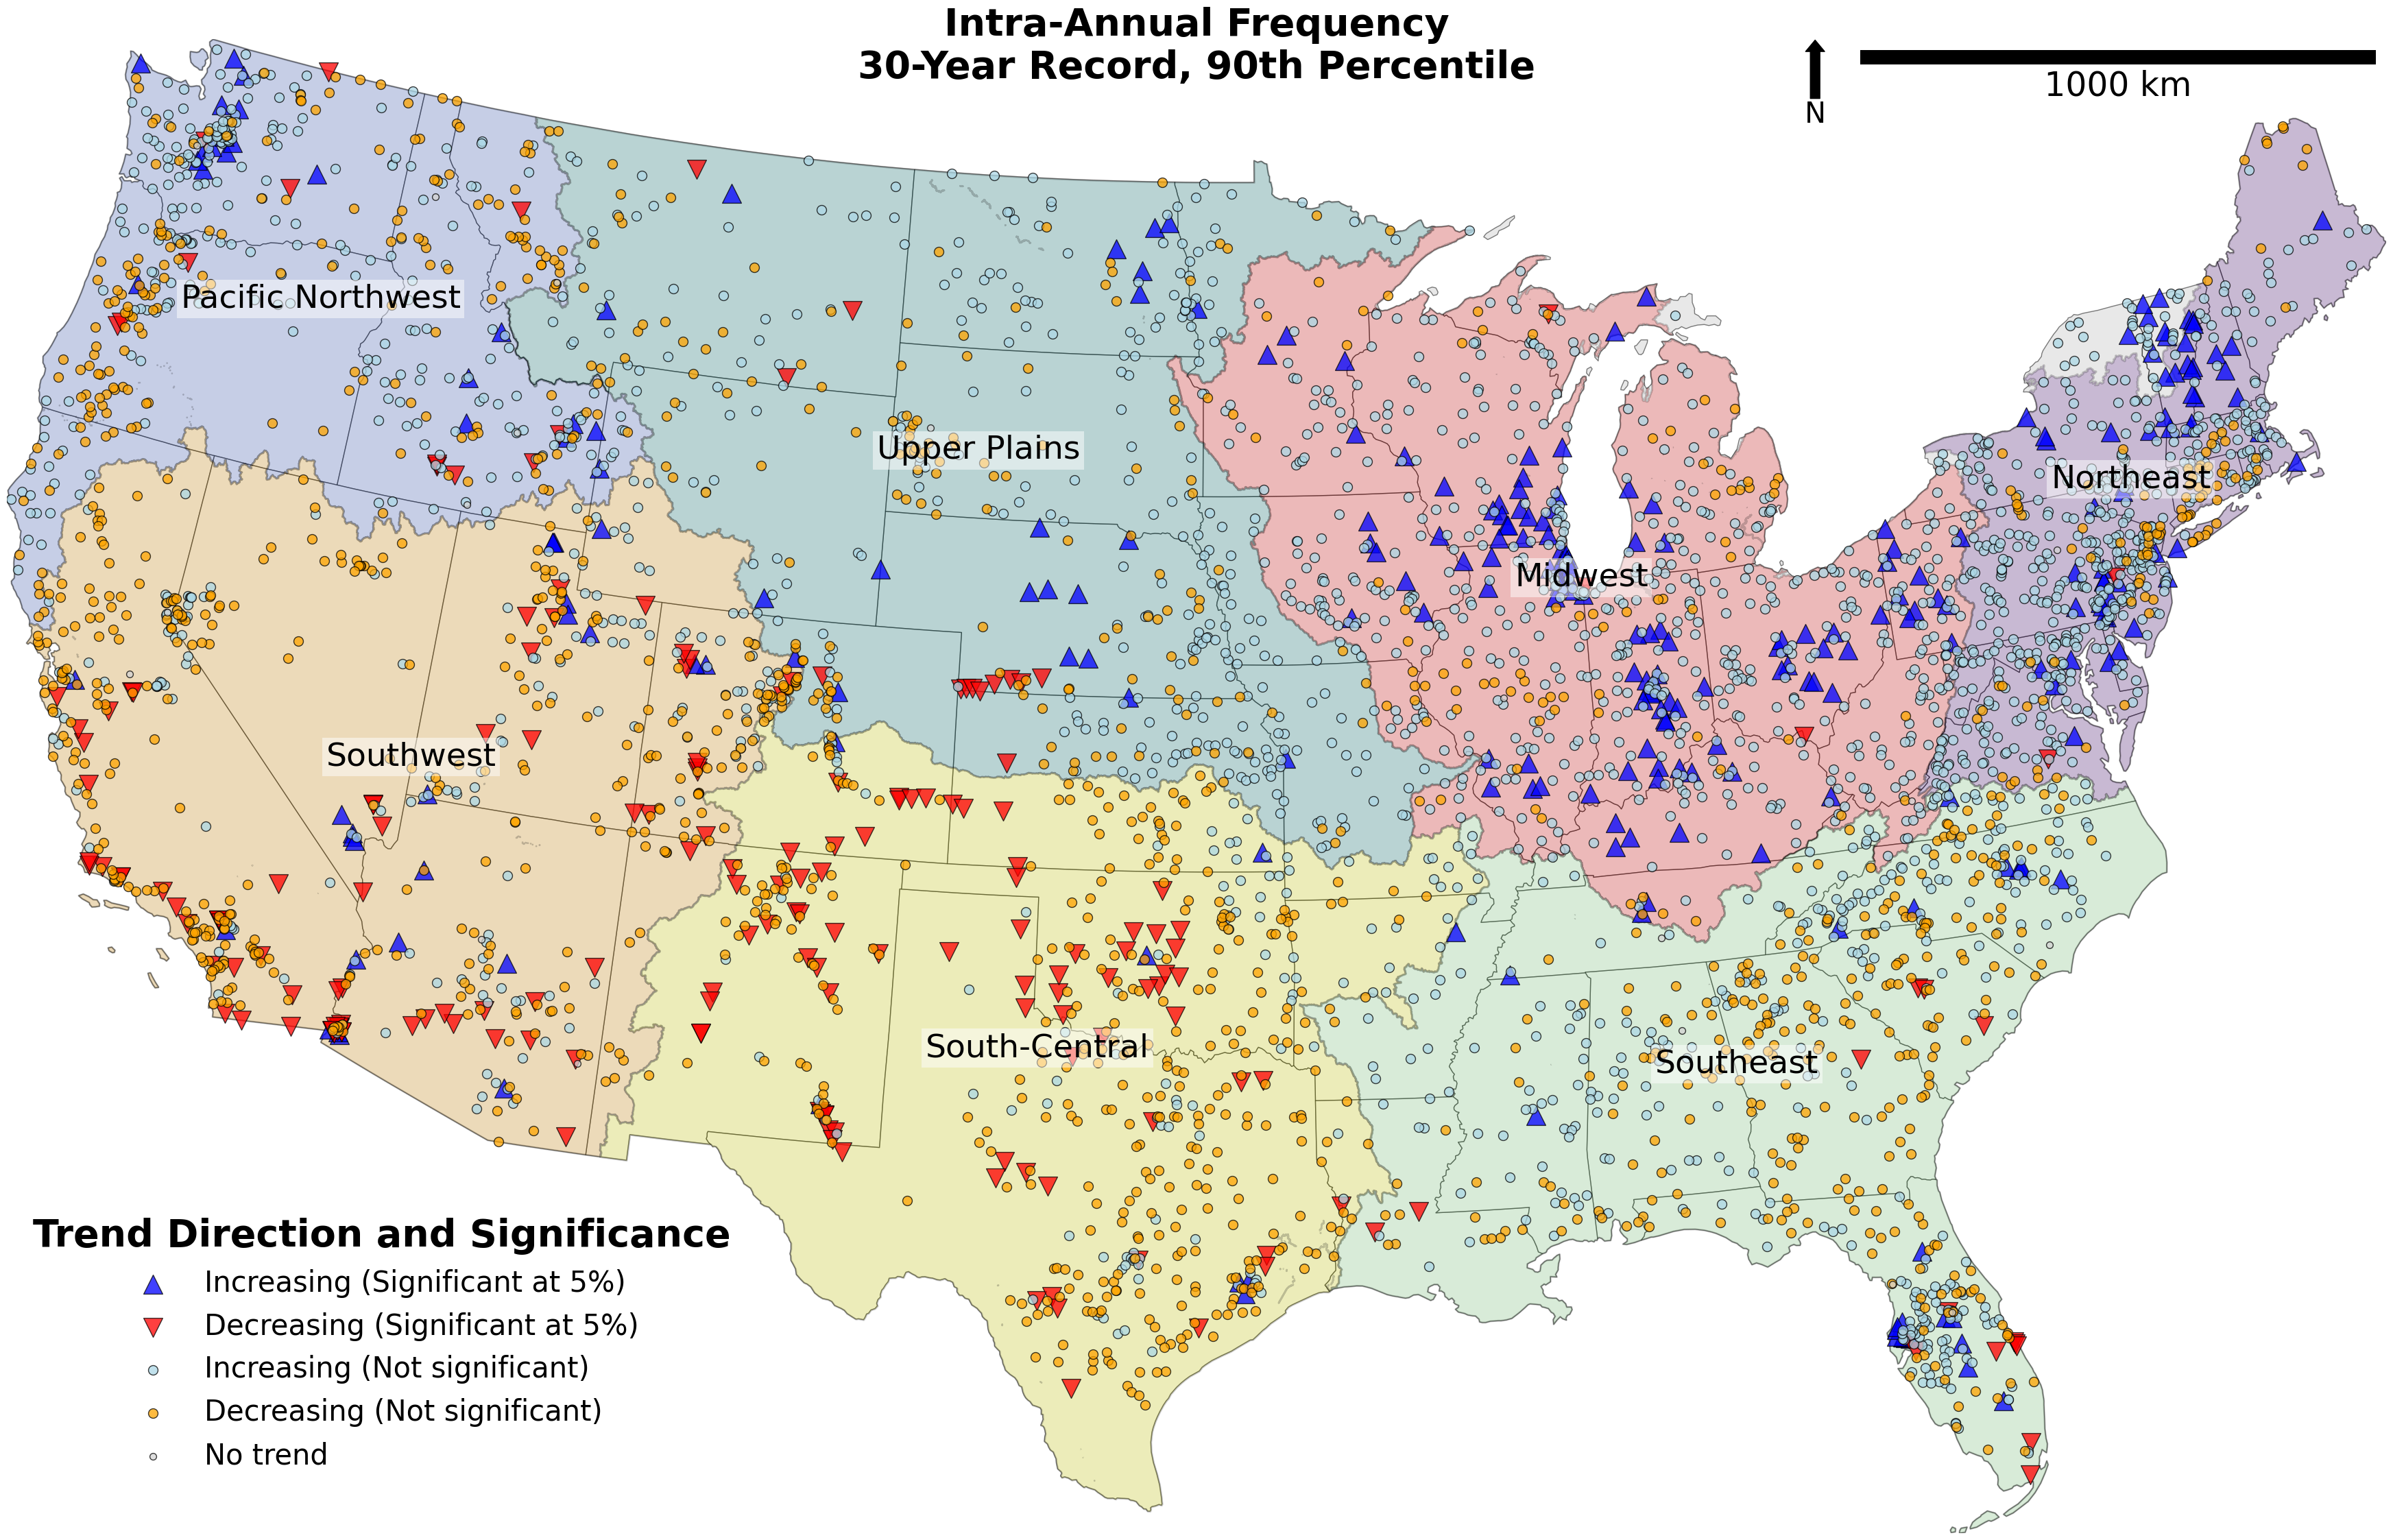 Intra-Annual Frequency
30-Year Record, 90th Percentile
N
1000 km
Pacific Northwest
Upper Plains
Northeast
Midwest
Southwest
South-Central
Southeast
Trend Direction and Significance
Increasing (Significant at 5%)
Decreasing (Significant at 5%)
Increasing (Not significant)
Decreasing (Not significant)
No trend